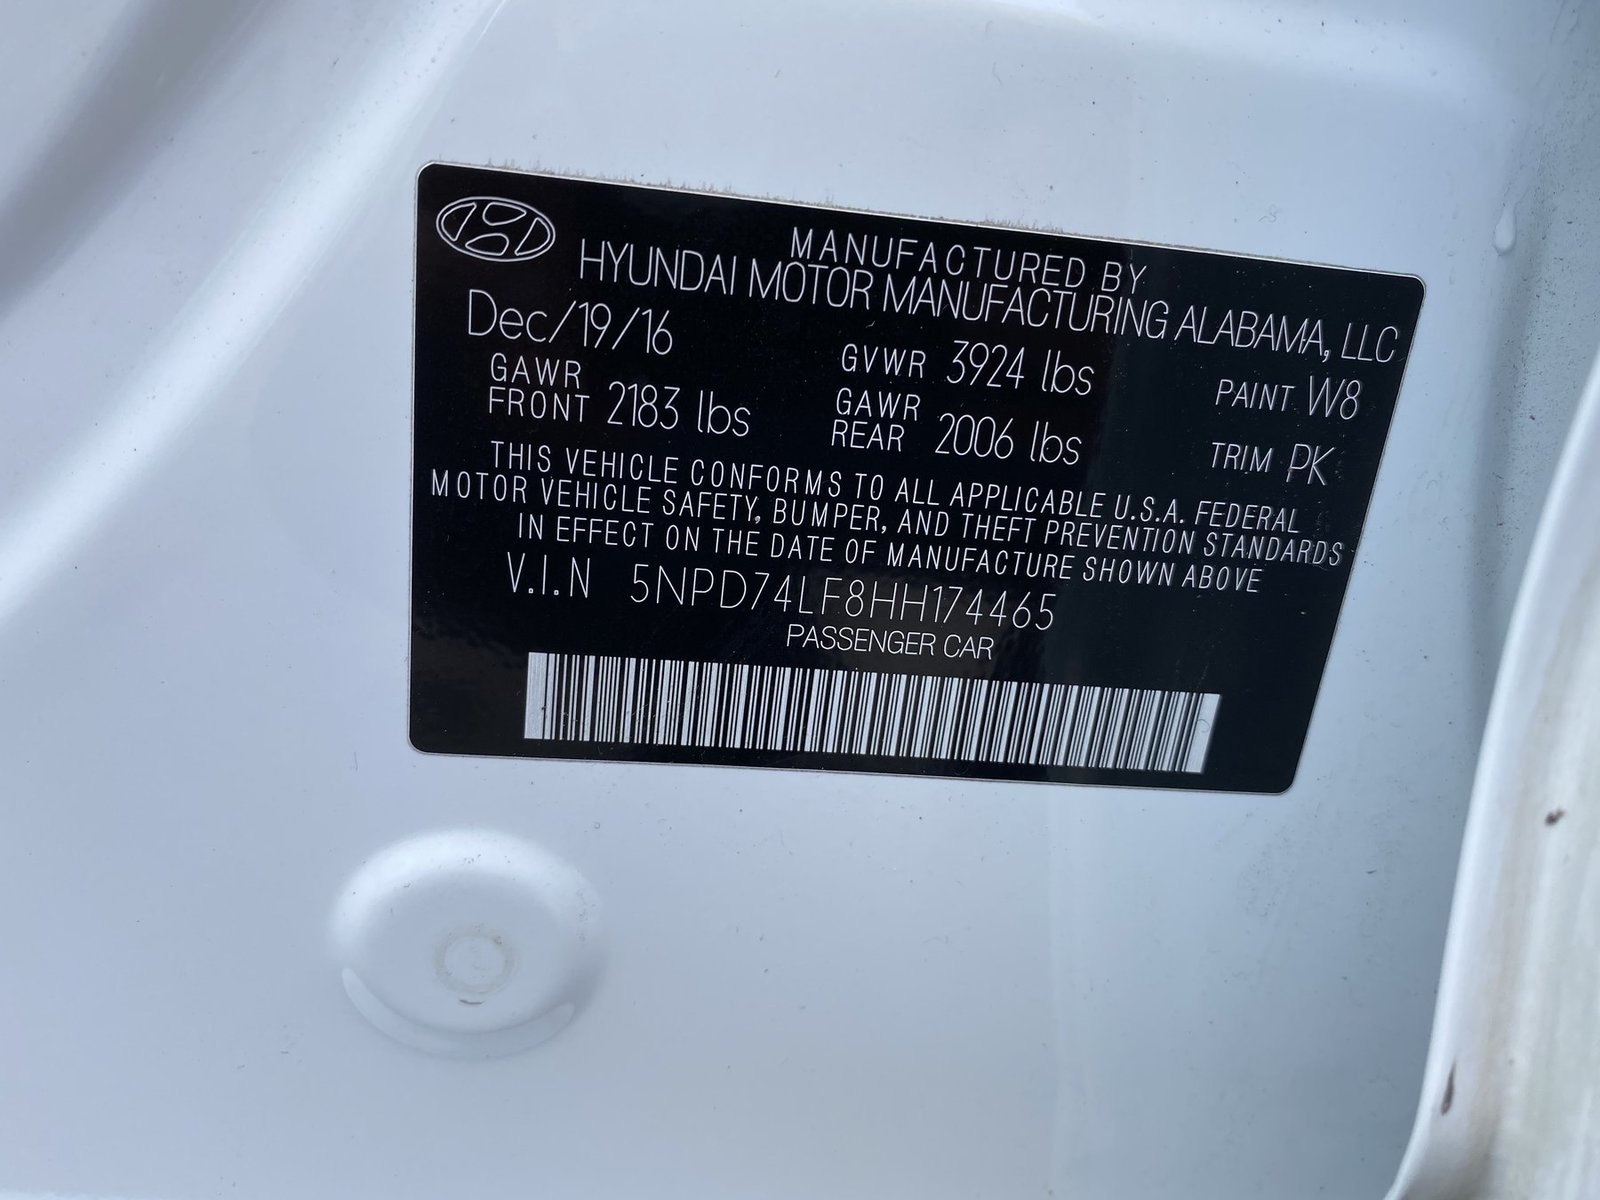 MANUFACTURED BY
HYUNDAI MOTOR MANUFACTURING ALABAMA, LLC
Dec/19/16 GVWR 3924 lbs PAINT W8
GAWR FRONT 2183 lbs GAWR REAR 2006 lbs TRIM PK
THIS VEHICLE CONFORMS TO ALL APPLICABLE U.S.A. FEDERAL
MOTOR VEHICLE SAFETY, BUMPER, AND THEFT PREVENTION STANDARDS
IN EFFECT ON THE DATE OF MANUFACTURE SHOWN ABOVE
V.I.N 5NPD74LF8HH174465
PASSENGER CAR